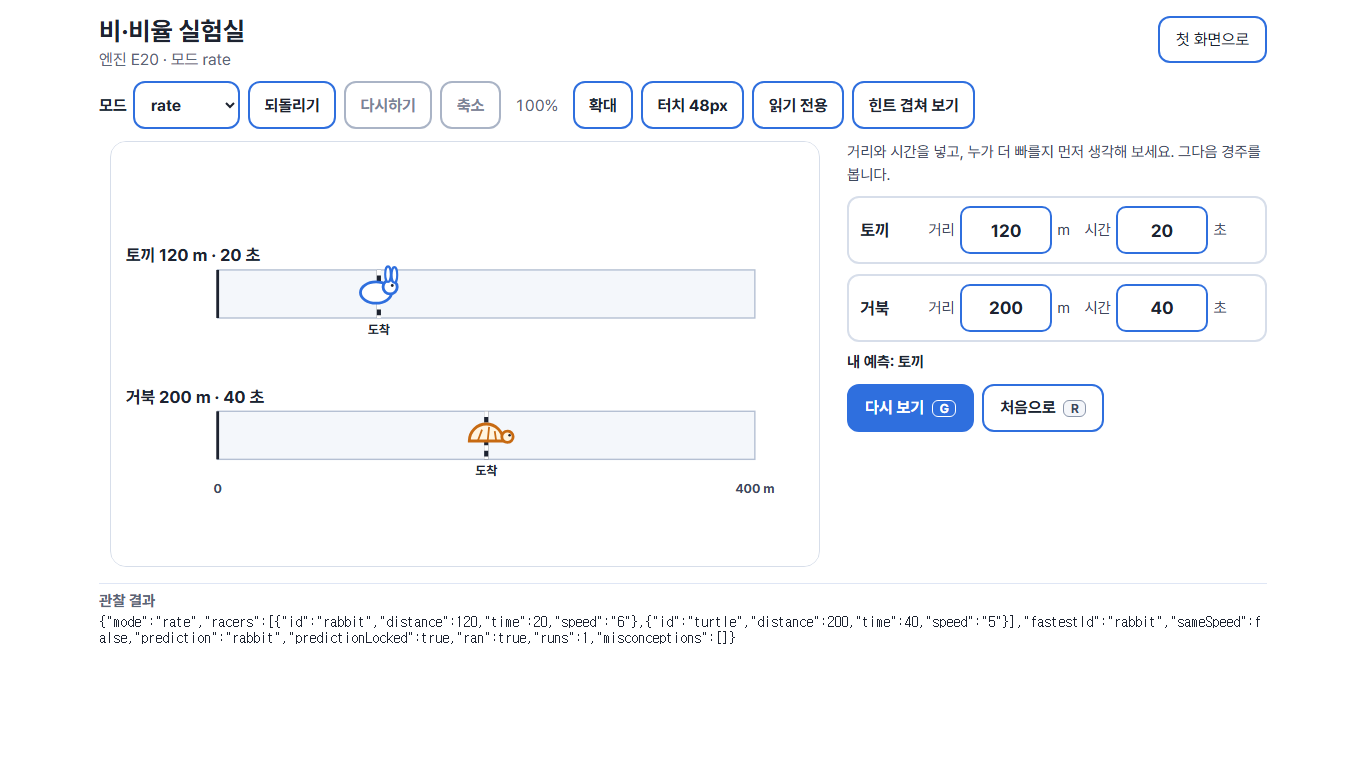 비·비율 실험실
엔진 E20 · 모드 rate
첫 화면으로
모드 rate 되돌리기 다시하기 축소 100% 확대 터치 48px 읽기 전용 힌트 겹쳐 보기
거리와 시간을 넣고, 누가 더 빠를지 먼저 생각해 보세요. 그다음 경주를
봅니다.
토끼 거리 120 m 시간 20 초
거북 거리 200 m 시간 40 초
내 예측: 토끼
다시 보기 G 처음으로 R
토끼 120 m · 20 초
도착
거북 200 m · 40 초
도착
0 400 m
관찰 결과
{"mode":"rate","racers":[{"id":"rabbit","distance":120,"time":20,"speed":"6"},{"id":"turtle","distance":200,"time":40,"speed":"5"}],"fastestId":"rabbit","sameSpeed":f
alse,"prediction":"rabbit","predictionLocked":true,"ran":true,"runs":1,"misconceptions":[]}